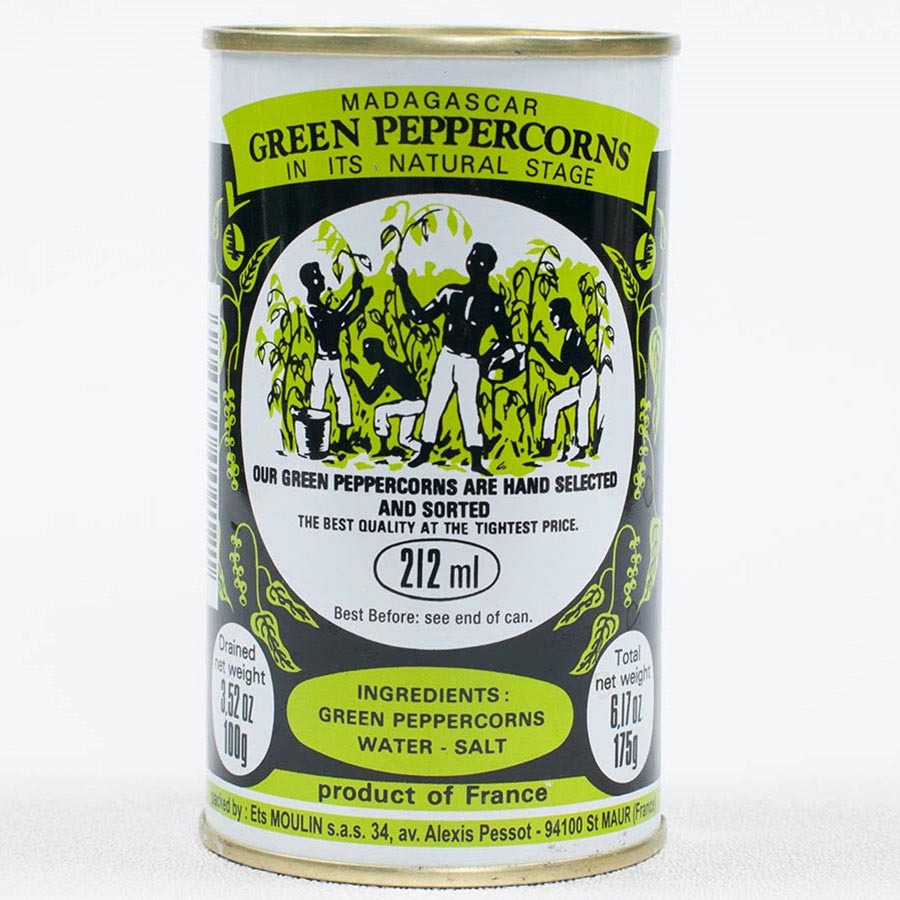 MADAGASCAR
GREEN PEPPERCORNS
IN ITS NATURAL STAGE
OUR GREEN PEPPERCORNS ARE HAND SELECTED
AND SORTED
THE BEST QUALITY AT THE TIGHTEST PRICE.
212 ml
Best Before: see end of can.
Drained
net weight
3,52 oz
100g
Total
net weight
6,17 oz
175g
INGREDIENTS :
GREEN PEPPERCORNS
WATER - SALT
product of France
packed by : Ets MOULIN s.a.s. 34, av. Alexis Pessot - 94100 St MAUR (France)